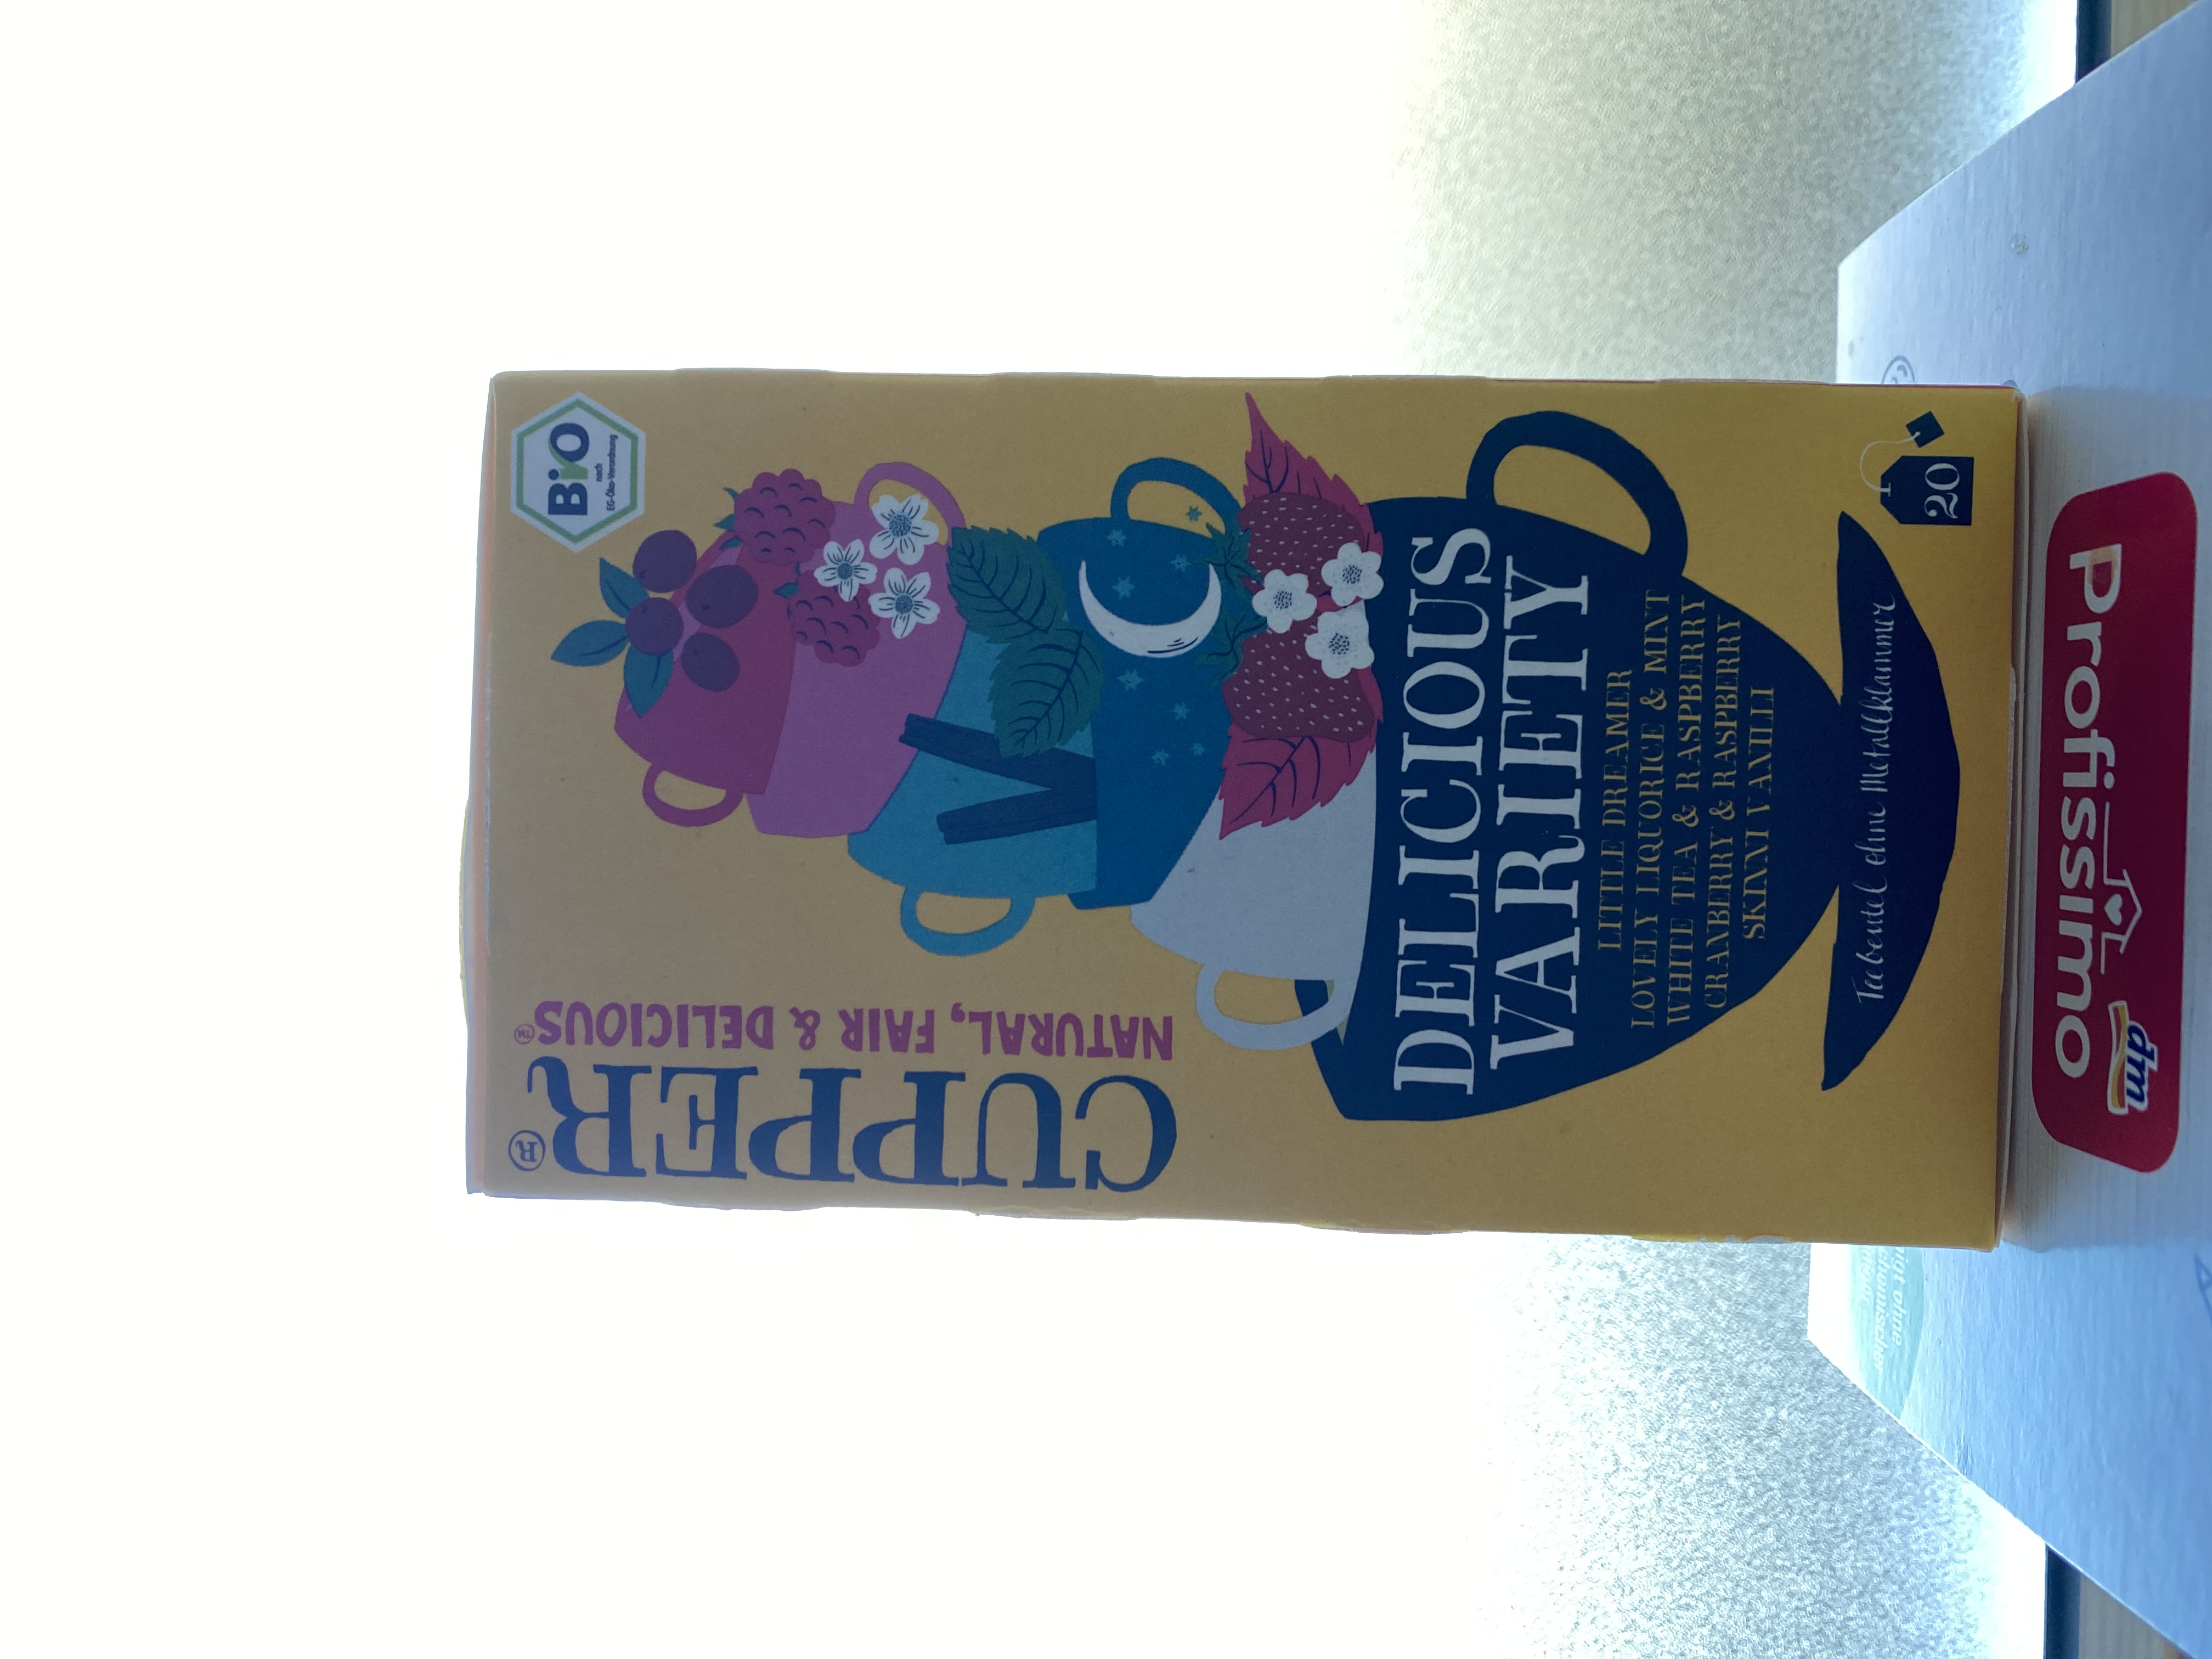 CUPPER®
NATURAL, FAIR & DELICIOUS™
BiO
nach
EG-Öko-Verordnung
DELICIOUS
VARIETY
LITTLE DREAMER
LOVELY LIQUORICE & MINT
WHITE TEA & RASPBERRY
CRANBERRY & RASPBERRY
SKINNI VANILLI
Teebeutel ohne Metallklammer
20
Profissimo
dm
ohne